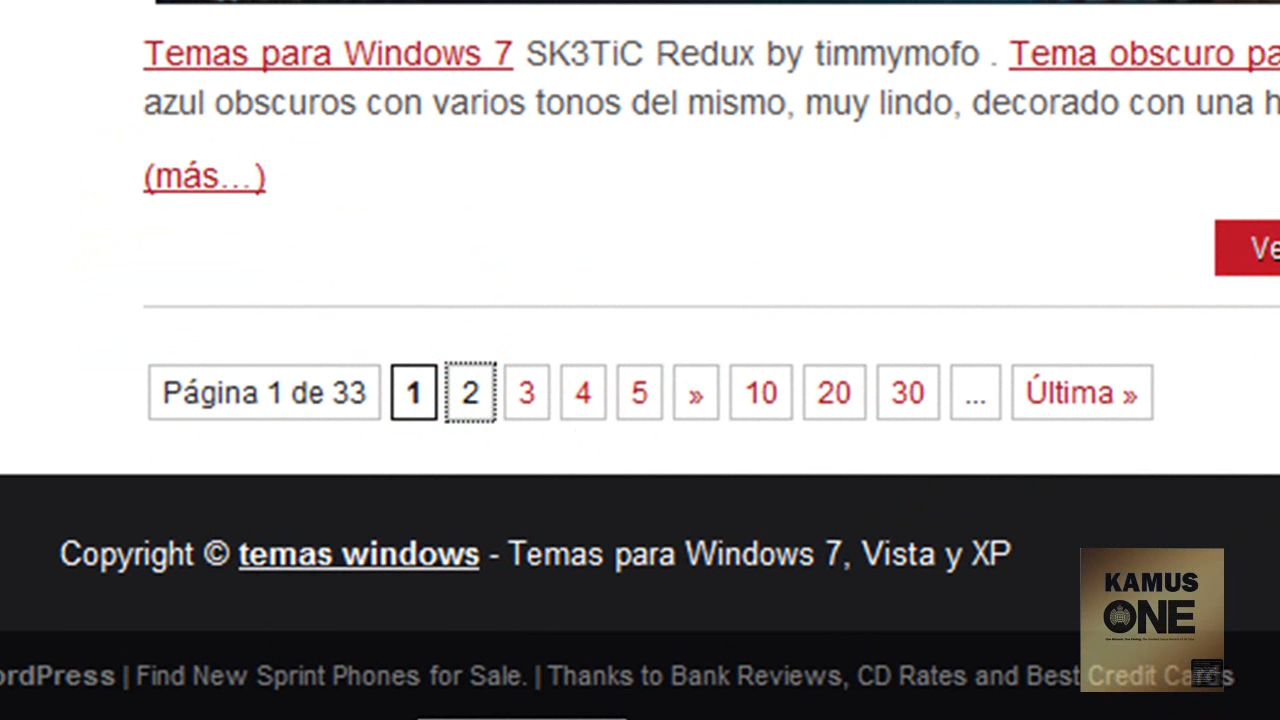 Temas para Windows 7 SK3TiC Redux by timmymofo . Tema obscuro pa
azul obscuros con varios tonos del mismo, muy lindo, decorado con una h
(más...)
Ve
Página 1 de 33 1 2 3 4 5 » 10 20 30 ... Última »
Copyright © temas windows - Temas para Windows 7, Vista y XP
KAMUS
ONE
ordPress | Find New Sprint Phones for Sale. | Thanks to Bank Reviews, CD Rates and Best Credit Cards